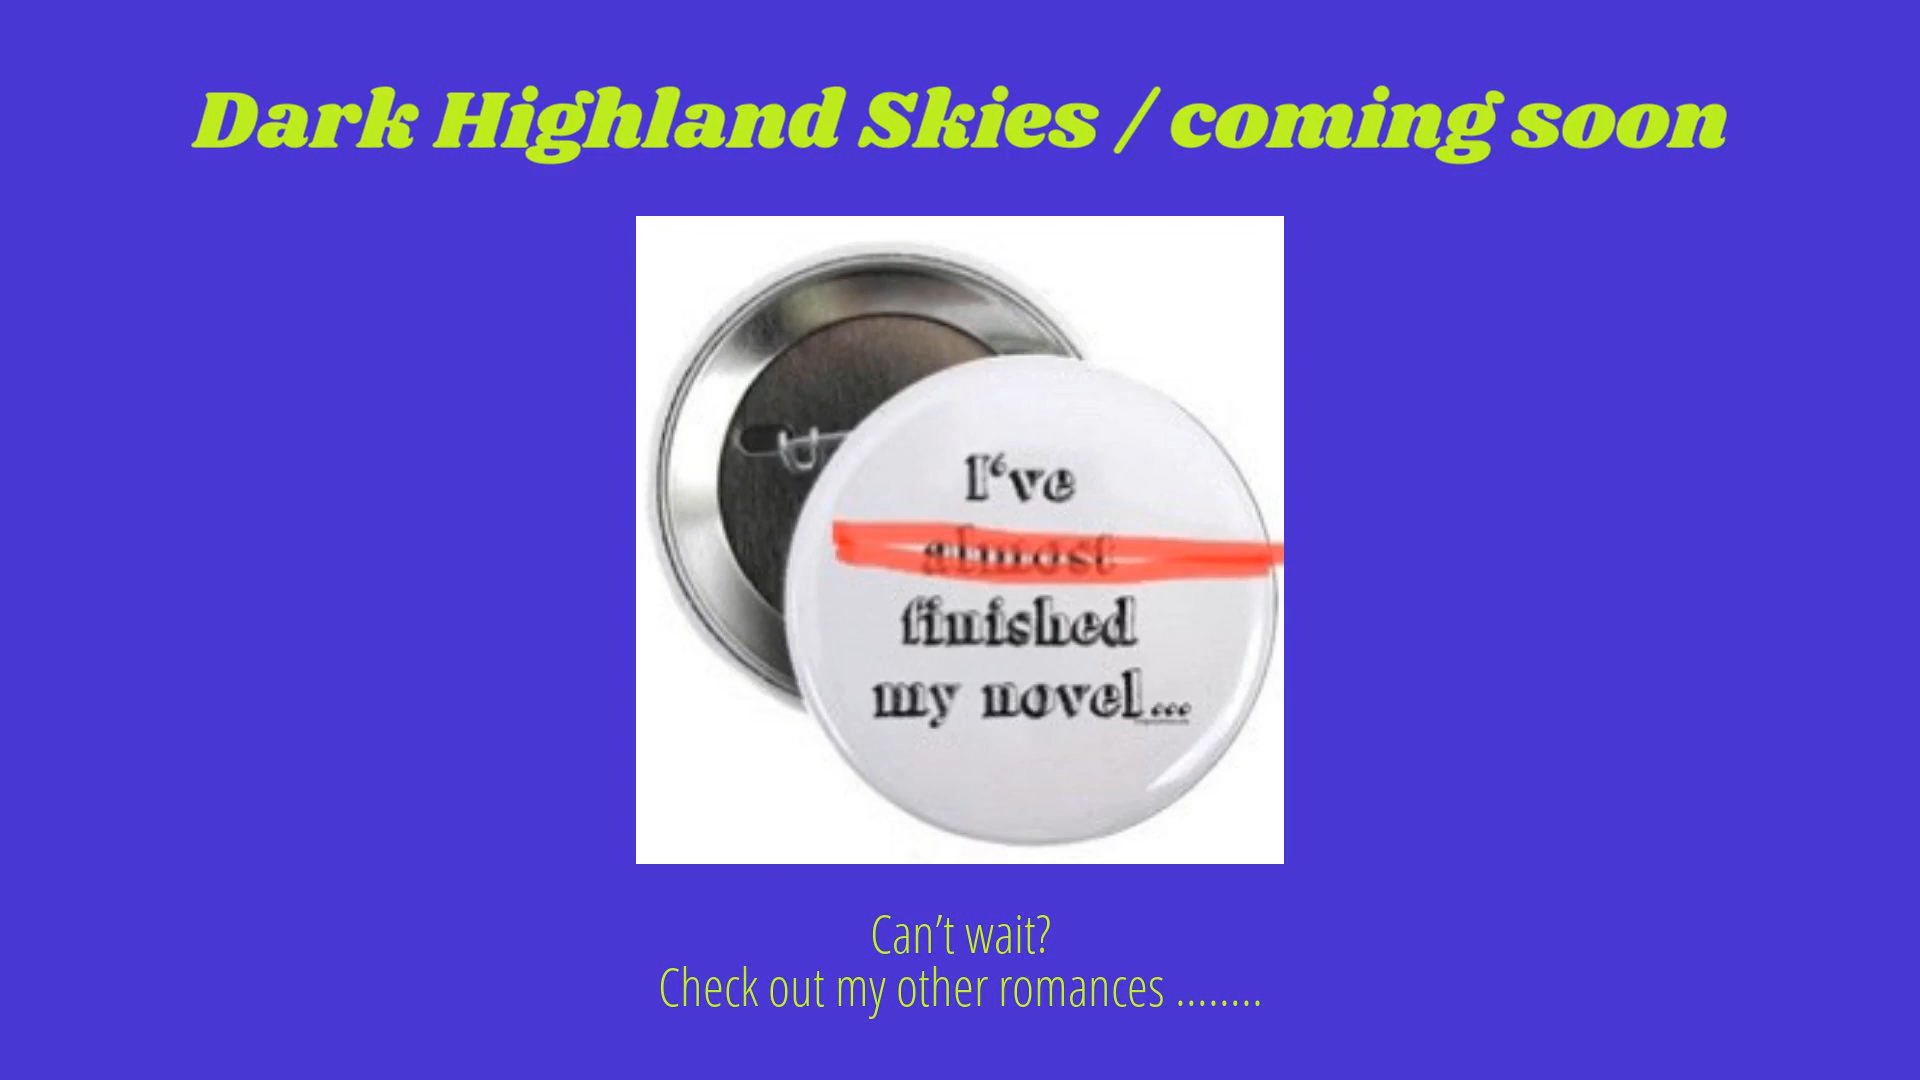 Dark Highland Skies / coming soon
I‘ve
almost
finished
my novel...
Can’t wait?
Check out my other romances ........